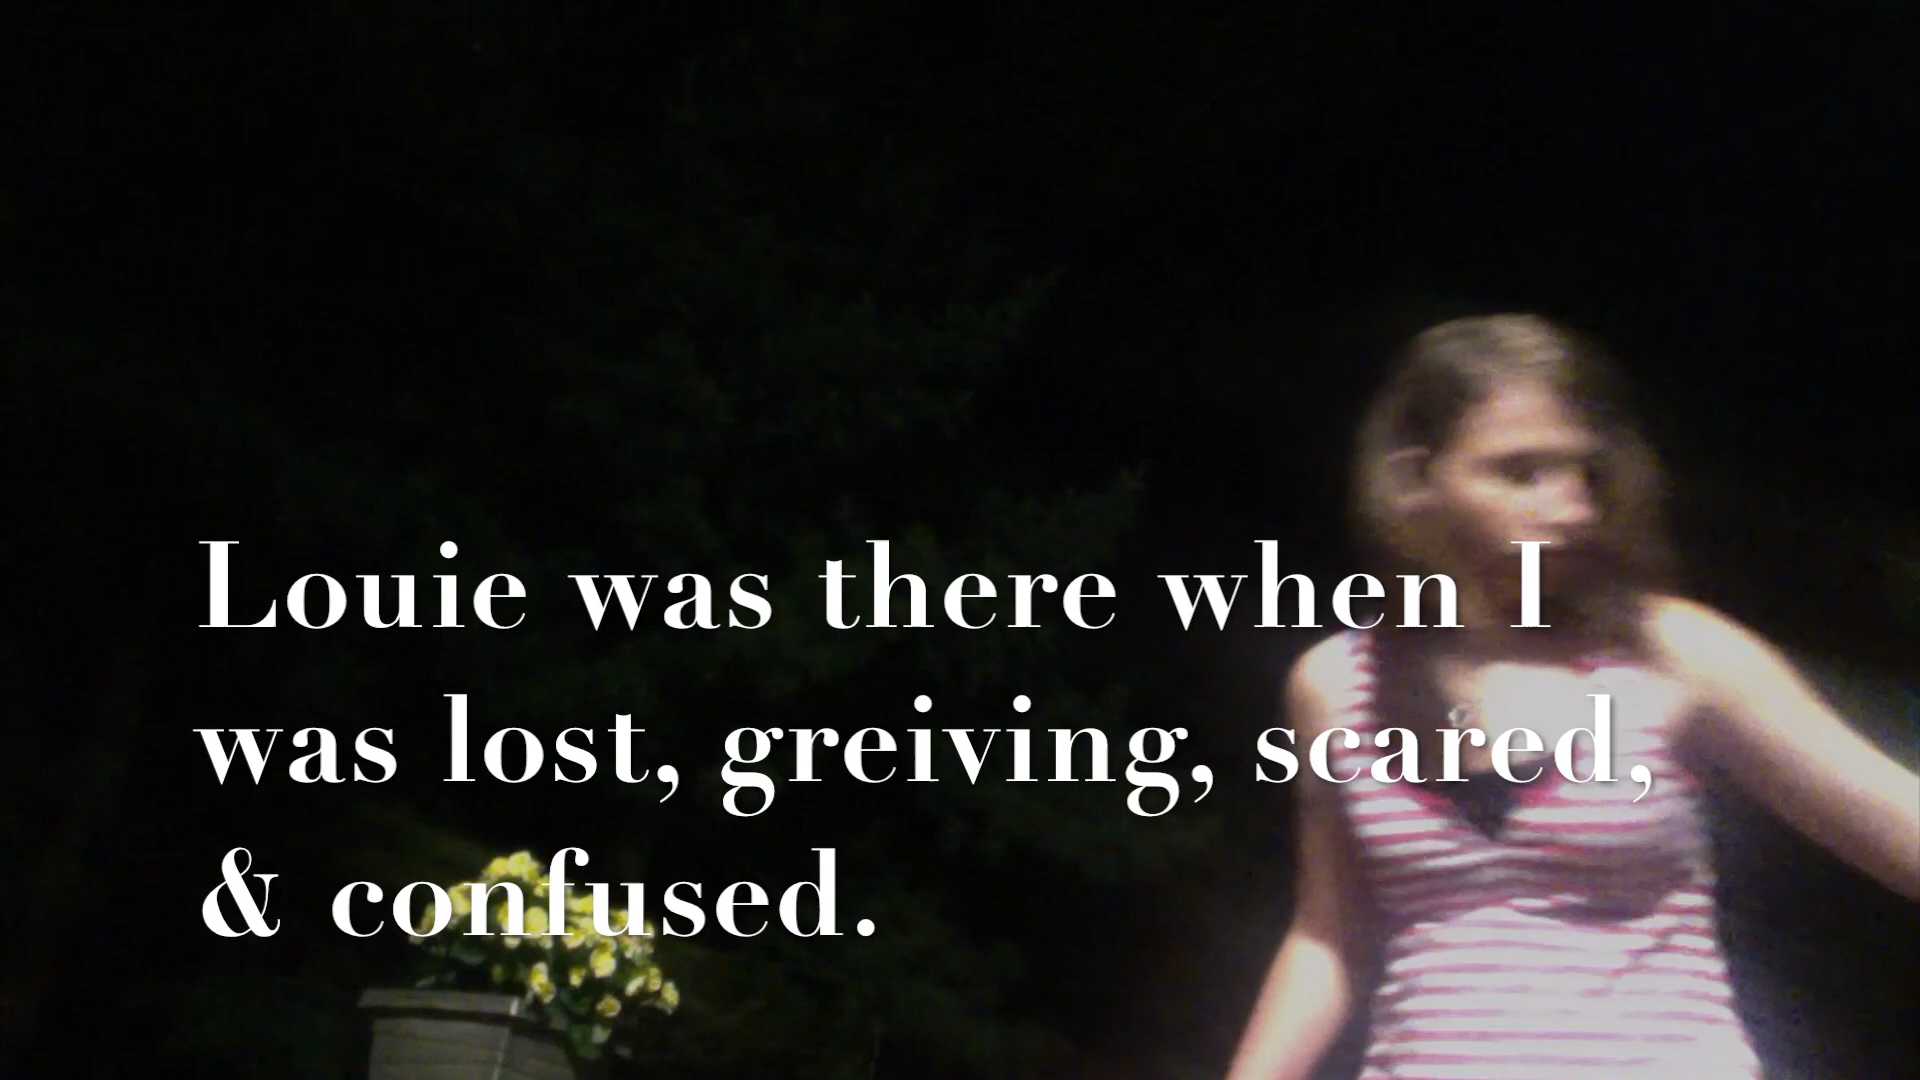 Louie was there when I
was lost, greiving, scared,
& confused.